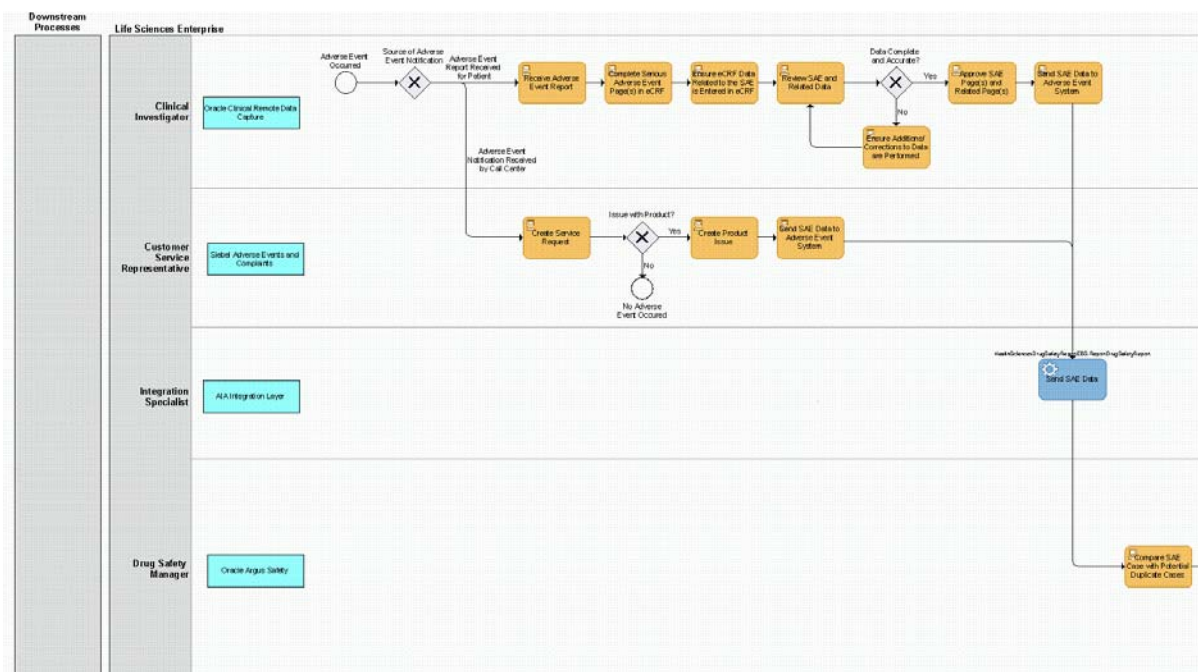 Downstream
Processes
Life Sciences Enterprise
Clinical
Investigator
Oracle Clinical Remote Data
Capture
Adverse Event
Occurred
Source of Adverse
Event Notification
Adverse Event
Report Received
for Patient
Receive Adverse
Event Report
Complete Serious
Adverse Event
Page(s) in eCRF
Ensure eCRF Data
Related to the SAE
is Entered in eCRF
Review SAE and
Related Data
Data Complete
and Accurate?
Yes
Approve SAE
Page(s) and
Related Page(s)
Send SAE Data to
Adverse Event
System
No
Ensure Additions/
Corrections to Data
are Performed
Adverse Event
Notification Received
by Call Center
Customer
Service
Representative
Siebel Adverse Events and
Complaints
Create Service
Request
Issue with Product?
Yes
Create Product
Issue
Send SAE Data to
Adverse Event
System
No
No Adverse
Event Occured
Integration
Specialist
AIA Integration Layer
Send SAE Data
Drug Safety
Manager
Oracle Argus Safety
Compare SAE
Case with Potential
Duplicate Cases